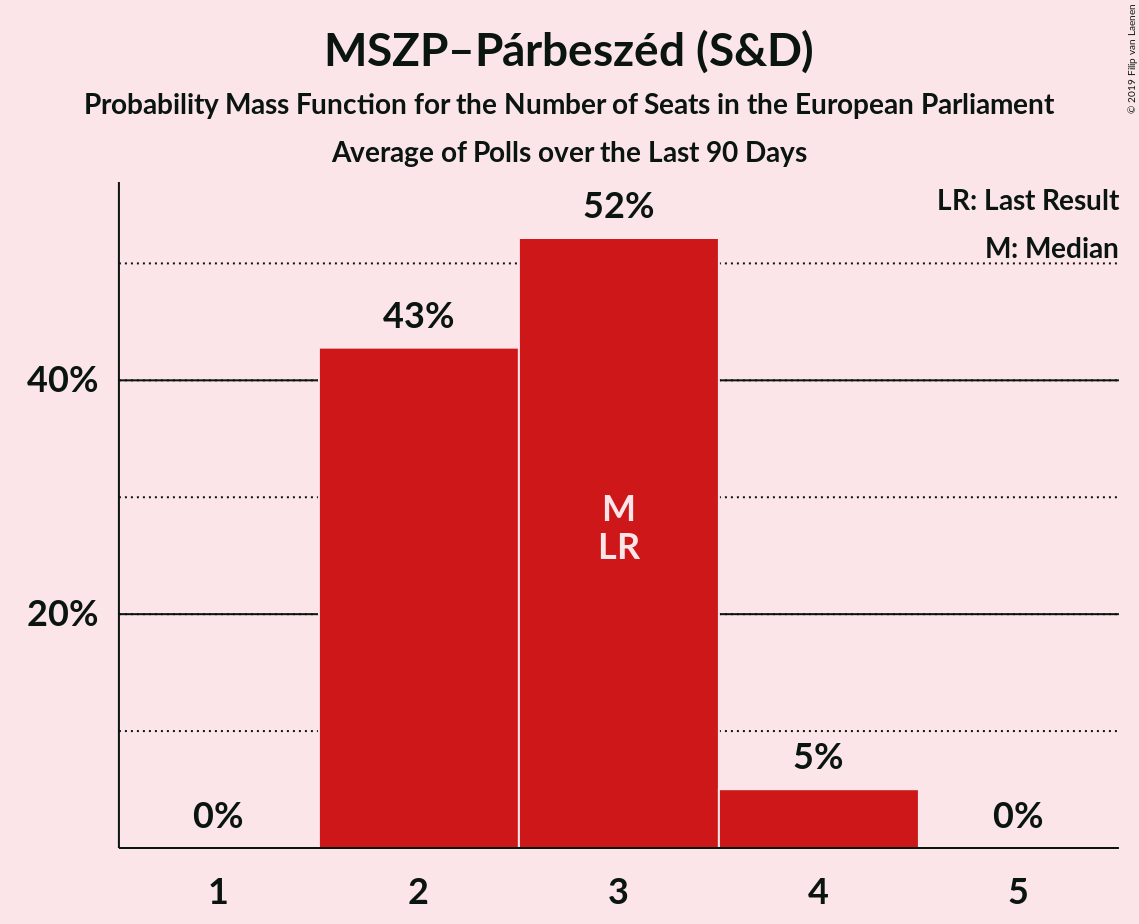 MSZP–Párbeszéd (S&D)
Probability Mass Function for the Number of Seats in the European Parliament
Average of Polls over the Last 90 Days
© 2019 Filip van Laenen
LR: Last Result
M: Median
52%
43%
40%
M
LR
20%
5%
0%
0%
1 2 3 4 5